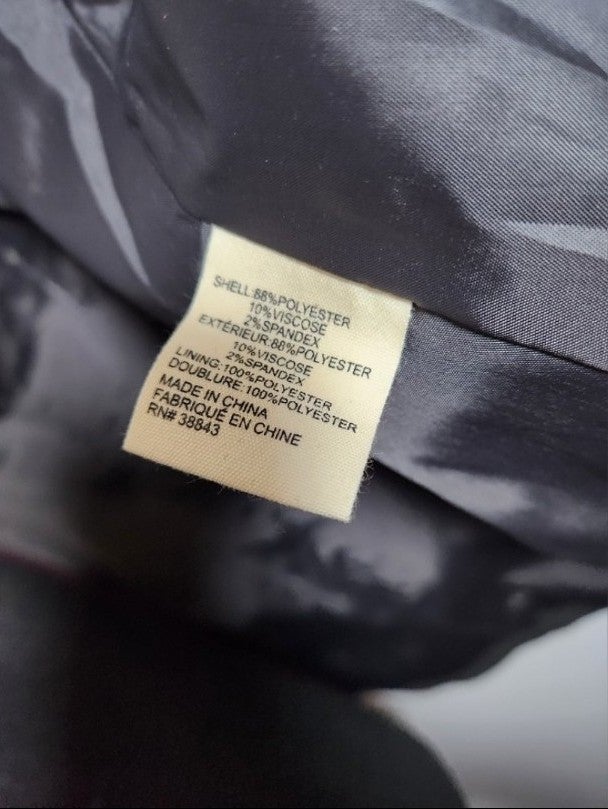 SHELL:88%POLYESTER
10%VISCOSE
2%SPANDEX
EXTÉRIEUR:88%POLYESTER
10%VISCOSE
2%SPANDEX
LINING:100%POLYESTER
DOUBLURE:100%POLYESTER
MADE IN CHINA
FABRIQUÉ EN CHINE
RN# 38843